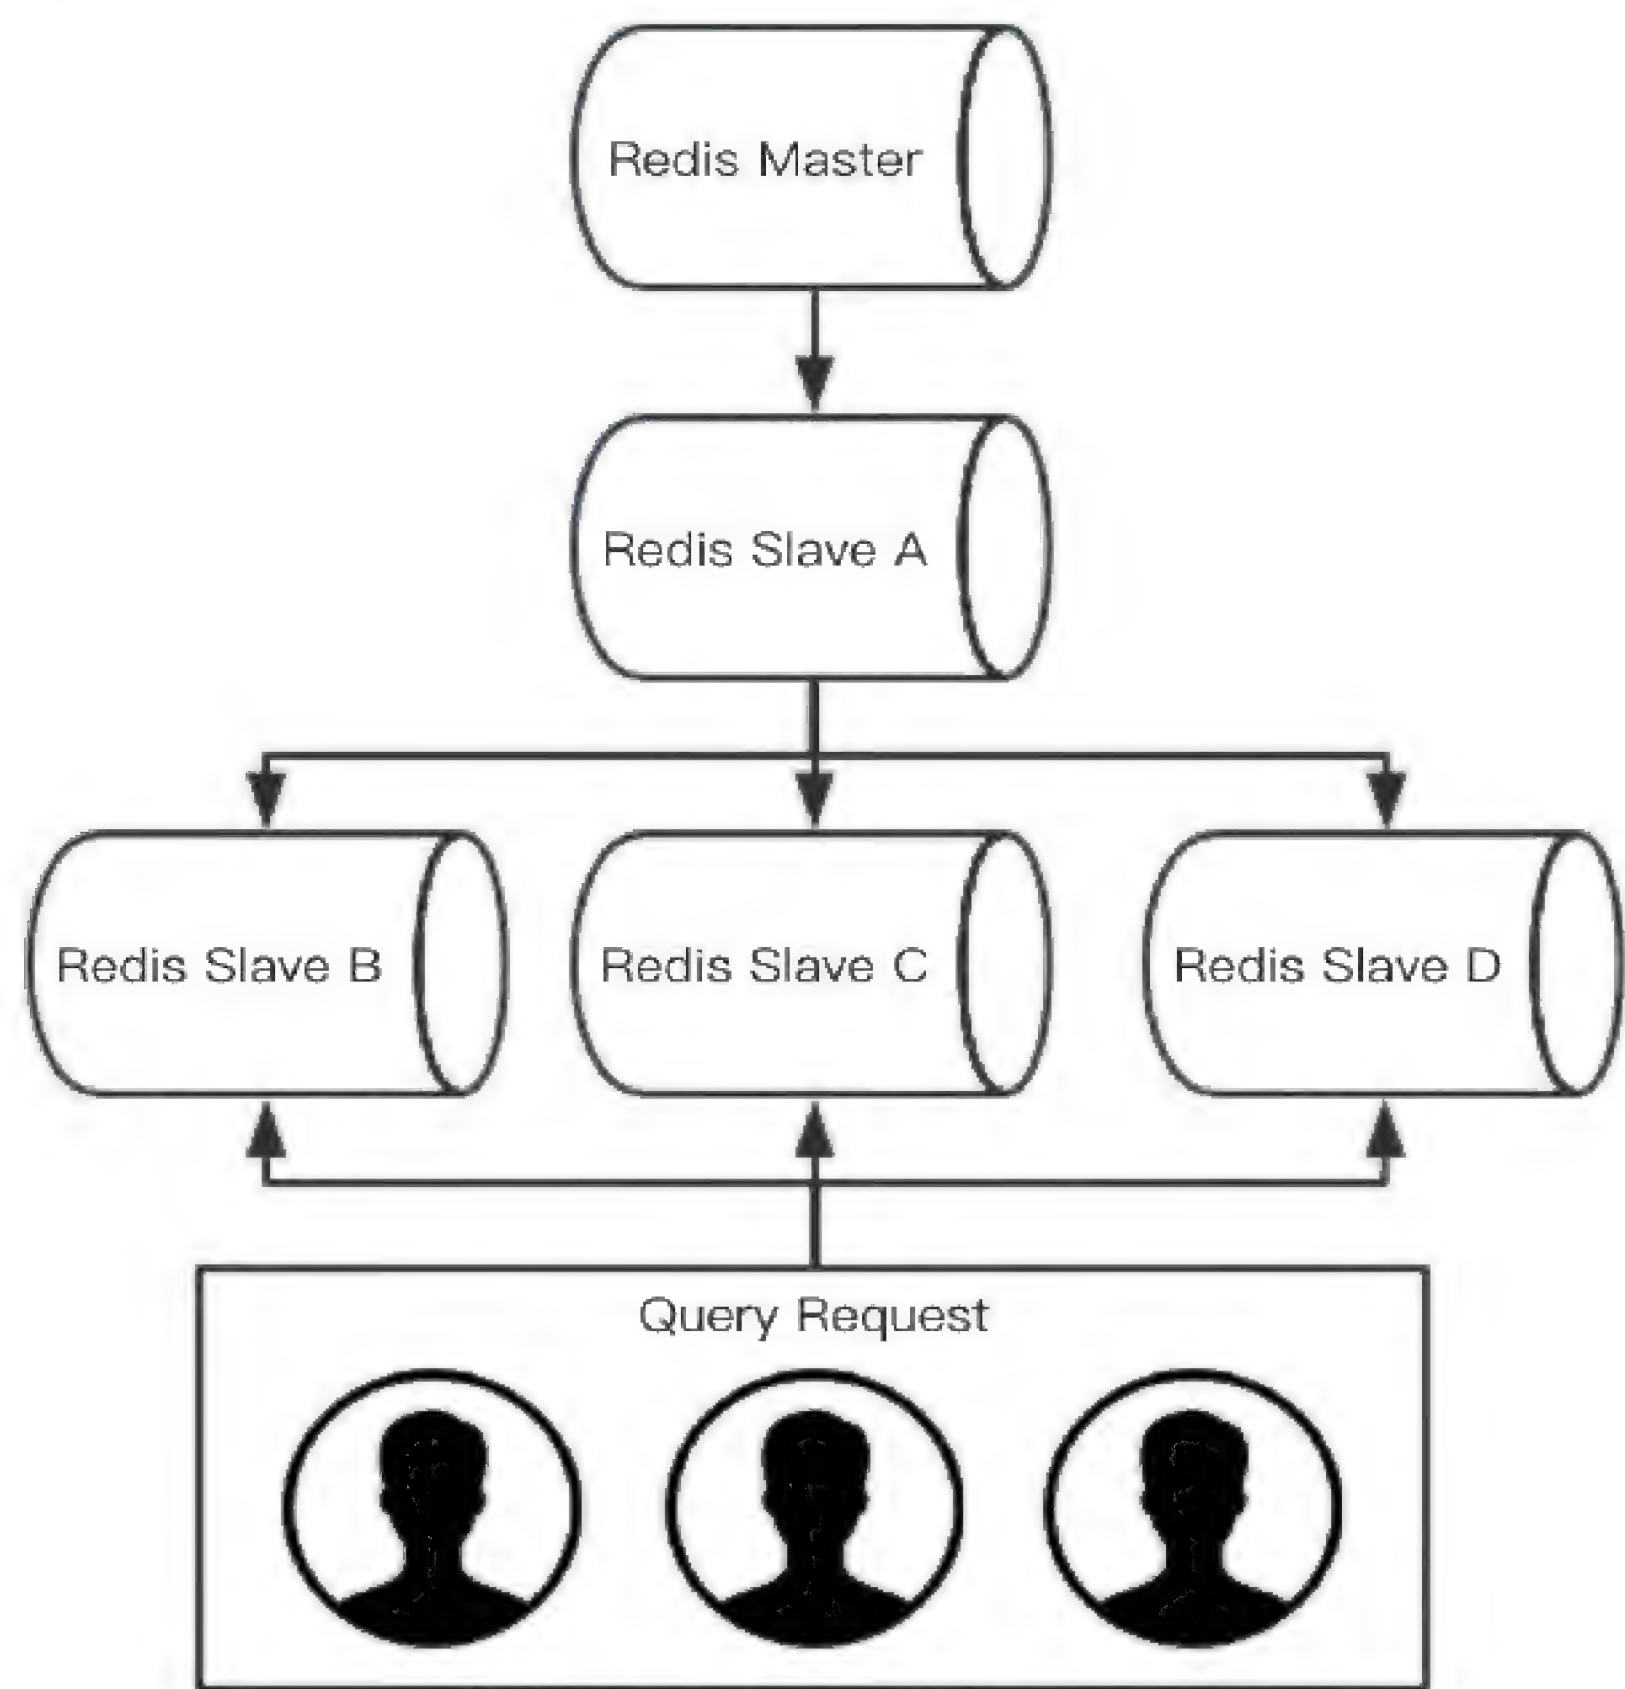 Redis Master
Redis Slave A
Redis Slave B
Redis Slave C
Redis Slave D
Query Request